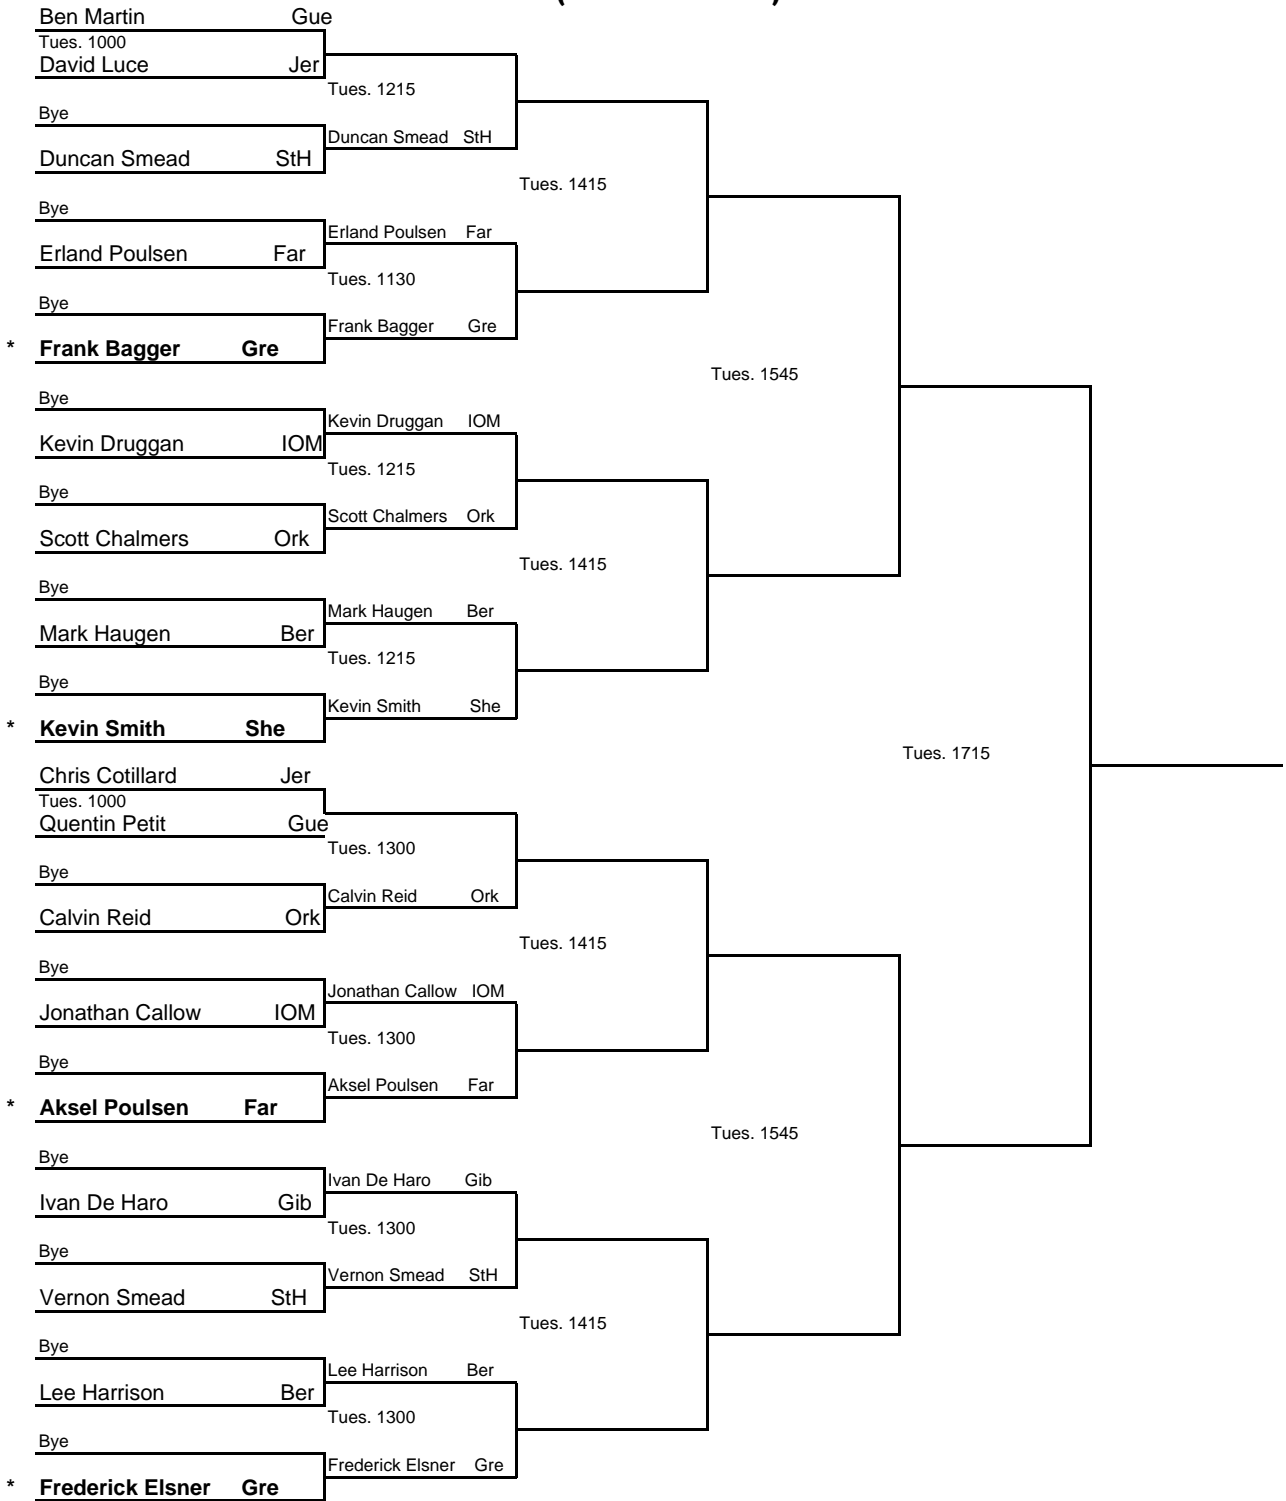 Ben Martin Gue
Tues. 1000
David Luce Jer
Tues. 1215
Bye
Duncan Smead StH
Duncan Smead StH
Tues. 1415
Bye
Erland Poulsen Far
Erland Poulsen Far
Tues. 1130
Bye
Frank Bagger Gre
* Frank Bagger Gre
Tues. 1545
Bye
Kevin Druggan IOM
Kevin Druggan IOM
Tues. 1215
Bye
Scott Chalmers Ork
Scott Chalmers Ork
Tues. 1415
Bye
Mark Haugen Ber
Mark Haugen Ber
Tues. 1215
Bye
Kevin Smith She
* Kevin Smith She
Tues. 1715
Chris Cotillard Jer
Tues. 1000
Quentin Petit Gue
Tues. 1300
Bye
Calvin Reid Ork
Calvin Reid Ork
Tues. 1415
Bye
Jonathan Callow IOM
Jonathan Callow IOM
Tues. 1300
Bye
Aksel Poulsen Far
* Aksel Poulsen Far
Tues. 1545
Bye
Ivan De Haro Gib
Ivan De Haro Gib
Tues. 1300
Bye
Vernon Smead StH
Vernon Smead StH
Tues. 1415
Bye
Lee Harrison Ber
Lee Harrison Ber
Tues. 1300
Bye
Frederick Elsner Gre
* Frederick Elsner Gre